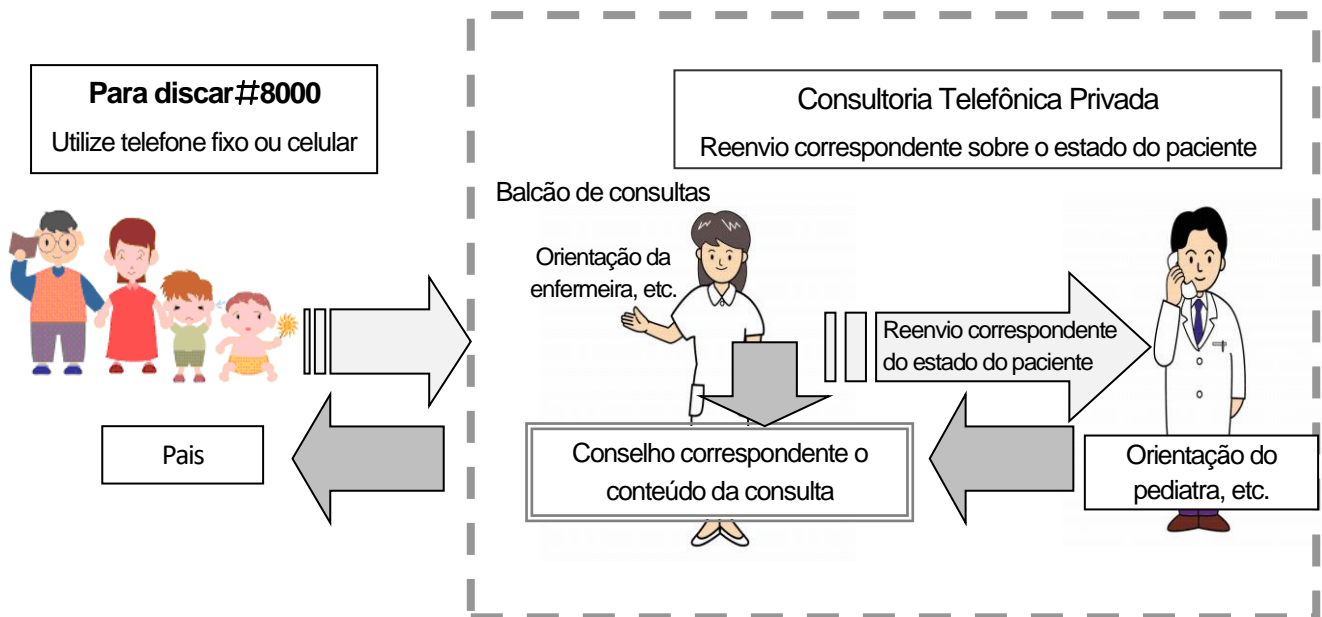 Para discar#8000
Utilize telefone fixo ou celular
Consultoria Telefônica Privada
Reenvio correspondente sobre o estado do paciente
Balcão de consultas
Orientação da
enfermeira, etc.
Reenvio correspondente
do estado do paciente
Pais
Conselho correspondente o
conteúdo da consulta
Orientação do
pediatra, etc.